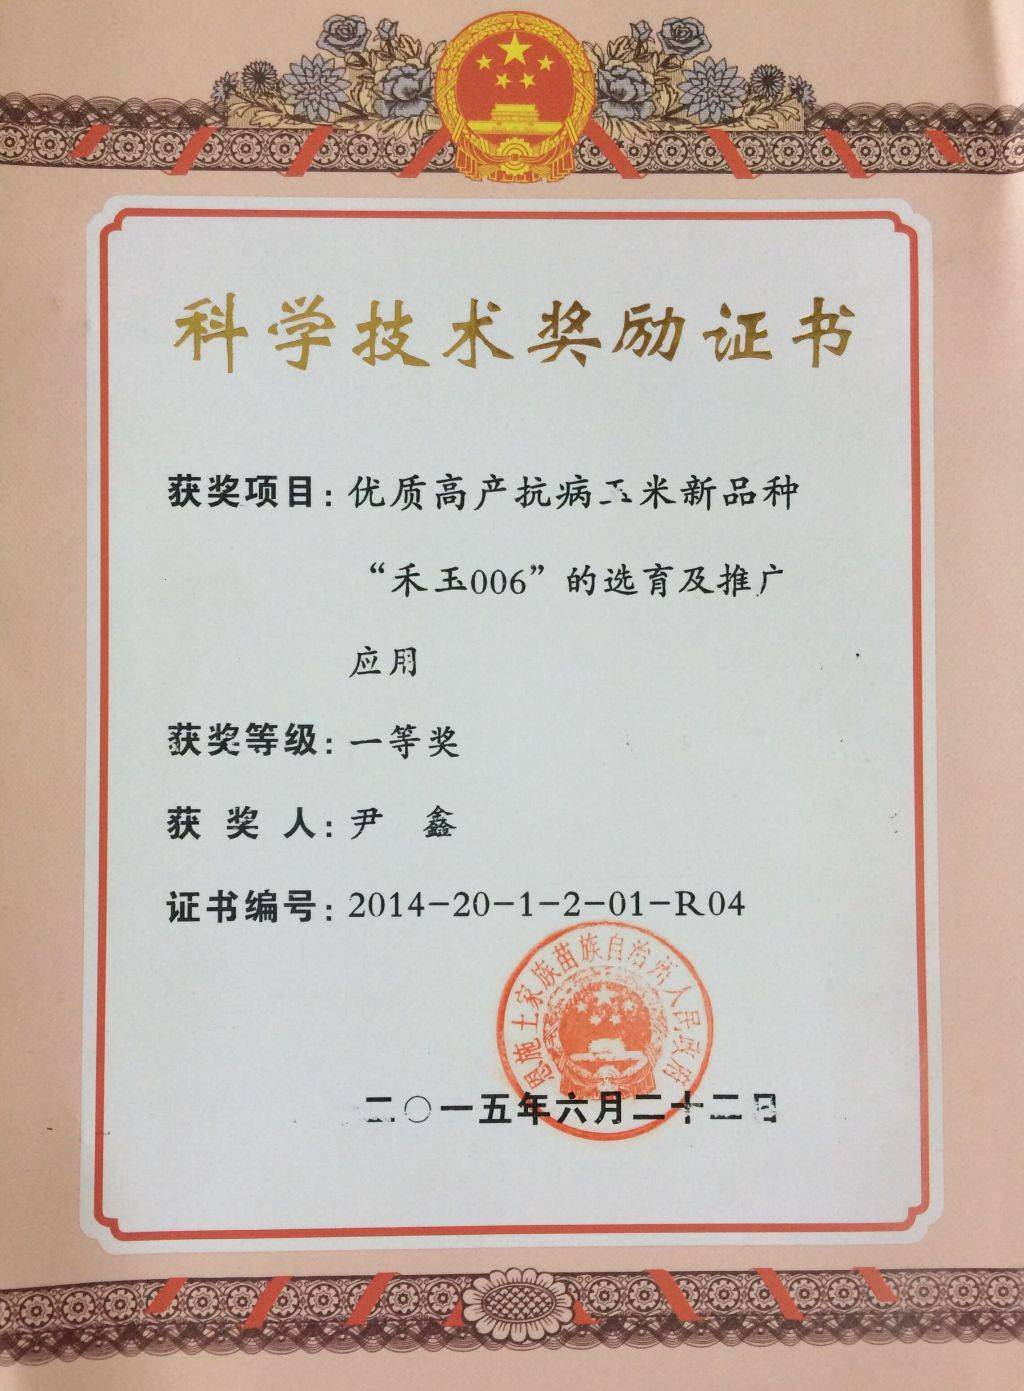 科学技术奖励证书
获奖项目：优质高产抗病玉米新品种
“禾玉006”的选育及推广
应用
获奖等级：一等奖
获奖人：尹 鑫
证书编号：2014-20-1-2-01-R04
恩施土家族苗族自治州人民政府
二〇一五年六月二十二日